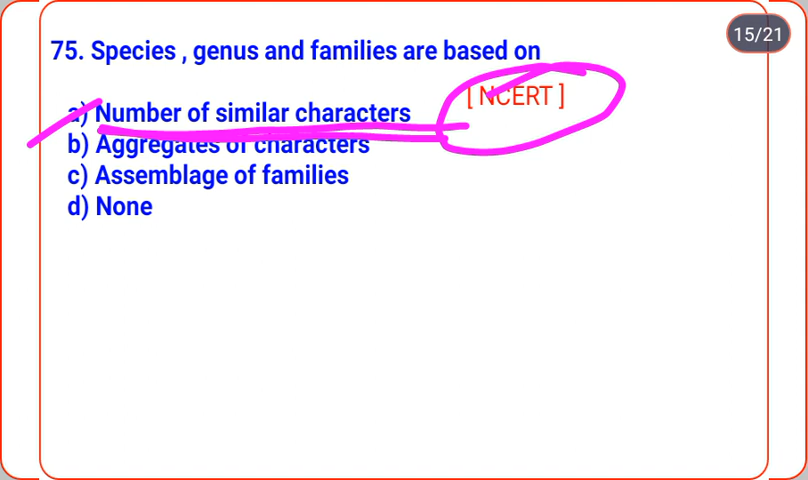 15/21
75. Species , genus and families are based on
[ NCERT ]
a) Number of similar characters
b) Aggregates of characters
c) Assemblage of families
d) None